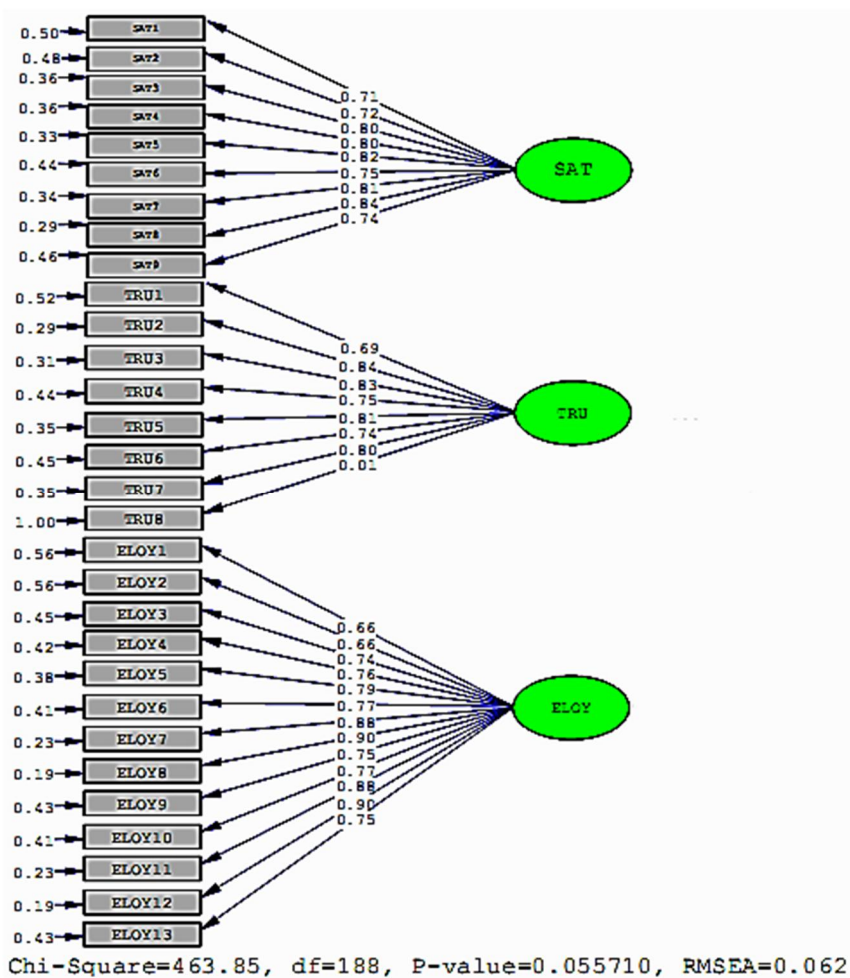 0.50 SAT1
0.48 SAT2
0.36 SAT3
0.36 SAT4
0.33 SAT5
0.44 SAT6
0.34 SAT7
0.29 SAT8
0.46 SAT9
0.71
0.72
0.80
0.80
0.82
0.75
0.81
0.84
0.74
SAT
0.52 TRU1
0.29 TRU2
0.31 TRU3
0.44 TRU4
0.35 TRU5
0.45 TRU6
0.35 TRU7
1.00 TRU8
0.69
0.84
0.83
0.75
0.81
0.74
0.80
0.01
TRU
0.56 ELOY1
0.56 ELOY2
0.45 ELOY3
0.42 ELOY4
0.38 ELOY5
0.41 ELOY6
0.23 ELOY7
0.19 ELOY8
0.43 ELOY9
0.41 ELOY10
0.23 ELOY11
0.19 ELOY12
0.43 ELOY13
0.66
0.66
0.74
0.76
0.79
0.77
0.88
0.90
0.75
0.77
0.88
0.90
0.75
ELOY
Chi-Square=463.85, df=188, P-value=0.055710, RMSEA=0.062